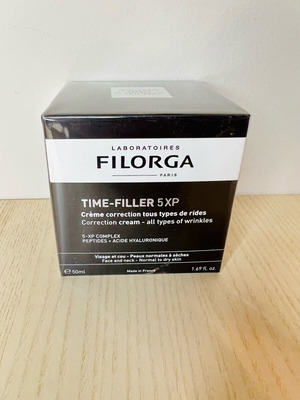 LABORATOIRES
FILORGA
PARIS
TIME-FILLER 5XP
Crème correction tous types de rides
Correction cream - all types of wrinkles
5-XP COMPLEX
PEPTIDES + ACIDE HYALURONIQUE
Visage et cou - Peaux normales à sèches
Face and neck - Normal to dry skin
50ml
Made in France
1.69 fl. oz.